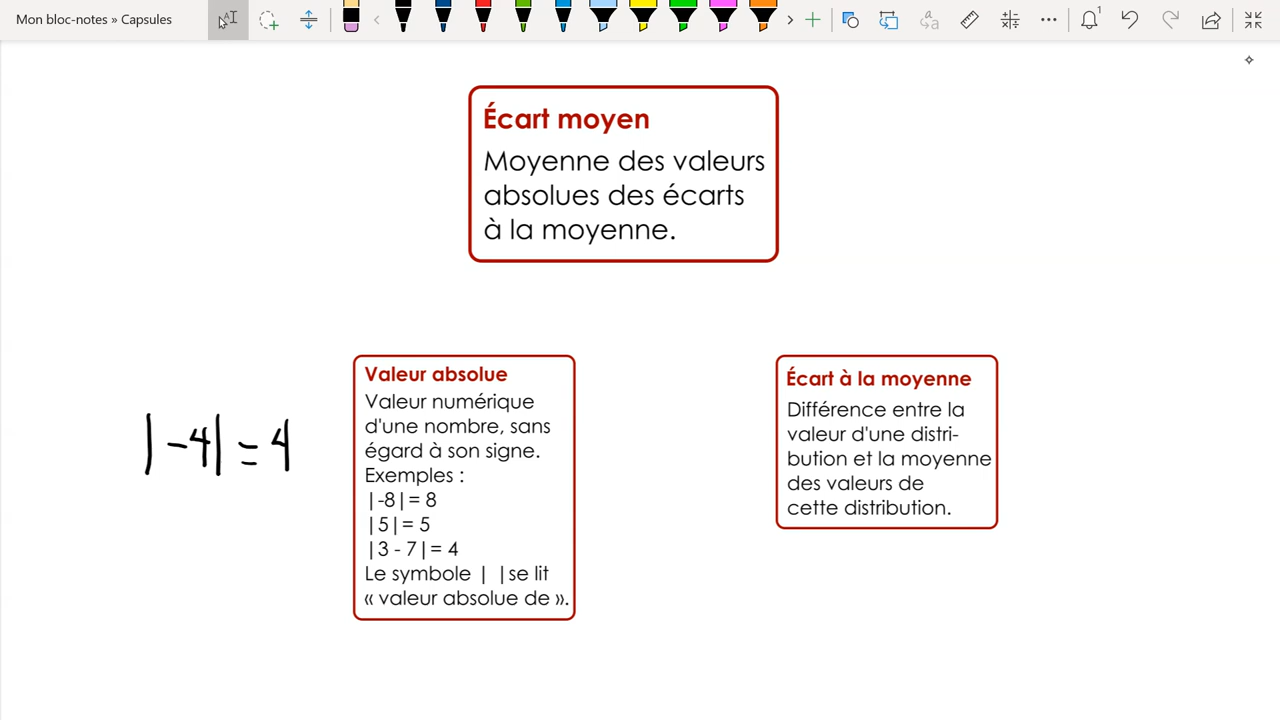 Mon bloc-notes » Capsules
Écart moyen
Moyenne des valeurs
absolues des écarts
à la moyenne.
|-4| = 4
Valeur absolue
Valeur numérique
d'une nombre, sans
égard à son signe.
Exemples :
|-8|= 8
|5|= 5
|3 - 7|= 4
Le symbole | |se lit
« valeur absolue de ».
Écart à la moyenne
Différence entre la
valeur d'une distri-
bution et la moyenne
des valeurs de
cette distribution.